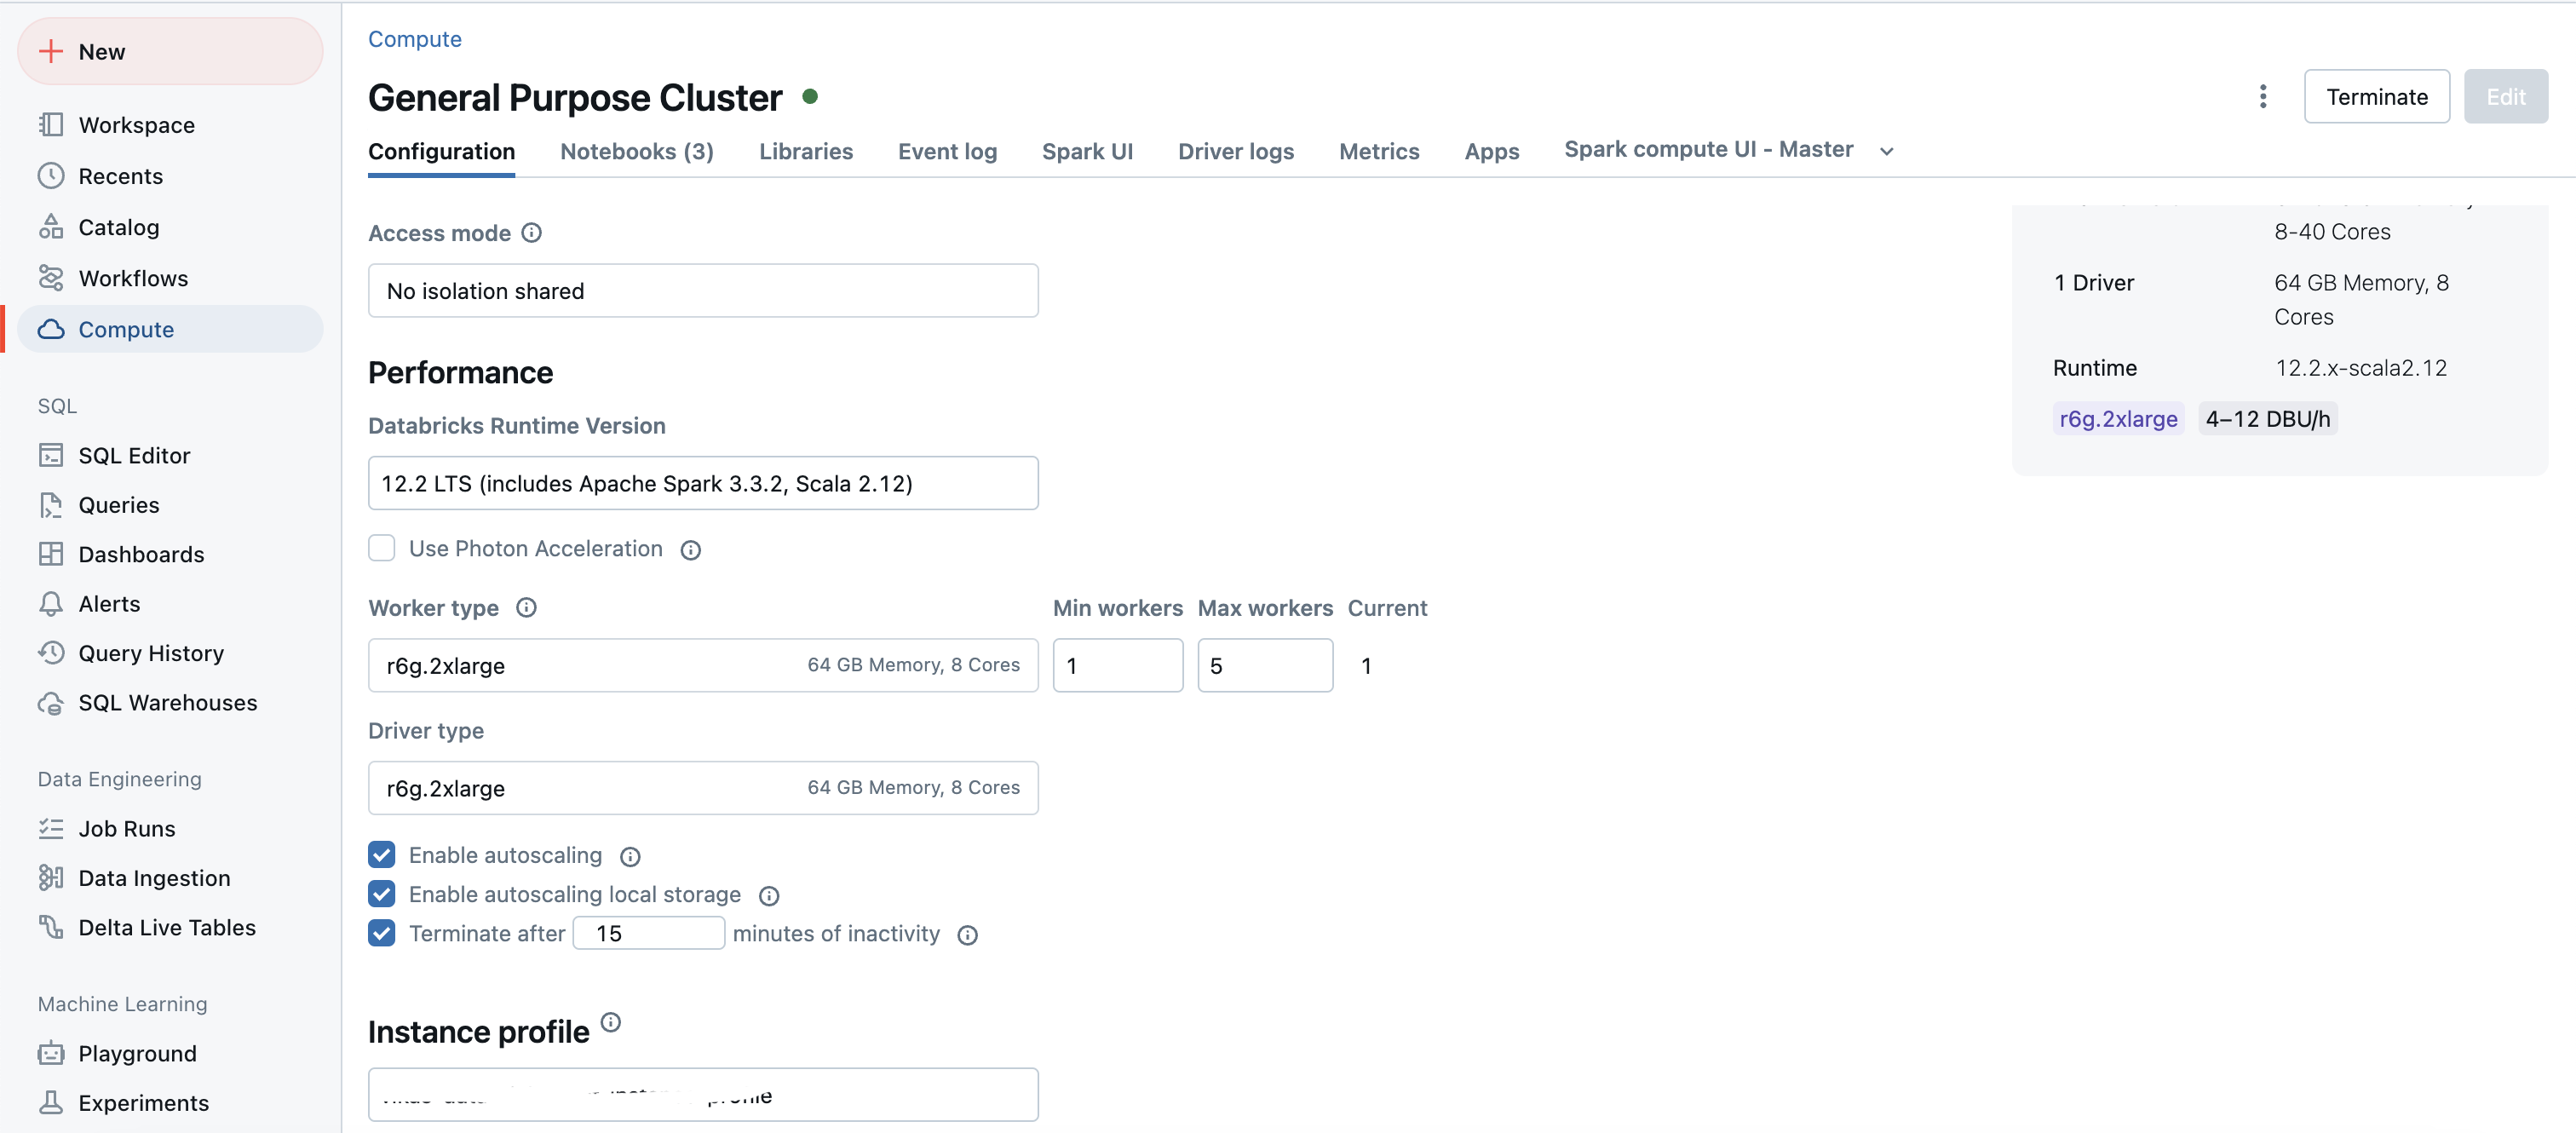 New
Workspace
Recents
Catalog
Workflows
Compute
SQL
SQL Editor
Queries
Dashboards
Alerts
Query History
SQL Warehouses
Data Engineering
Job Runs
Data Ingestion
Delta Live Tables
Machine Learning
Playground
Experiments
Compute
General Purpose Cluster
Terminate
Edit
Configuration Notebooks (3) Libraries Event log Spark UI Driver logs Metrics Apps Spark compute UI - Master
Access mode
No isolation shared
Performance
Databricks Runtime Version
12.2 LTS (includes Apache Spark 3.3.2, Scala 2.12)
Use Photon Acceleration
Worker type Min workers Max workers Current
r6g.2xlarge 64 GB Memory, 8 Cores 1 5 1
Driver type
r6g.2xlarge 64 GB Memory, 8 Cores
Enable autoscaling
Enable autoscaling local storage
Terminate after 15 minutes of inactivity
Instance profile
8-40 Cores
1 Driver 64 GB Memory, 8
Cores
Runtime 12.2.x-scala2.12
r6g.2xlarge 4–12 DBU/h